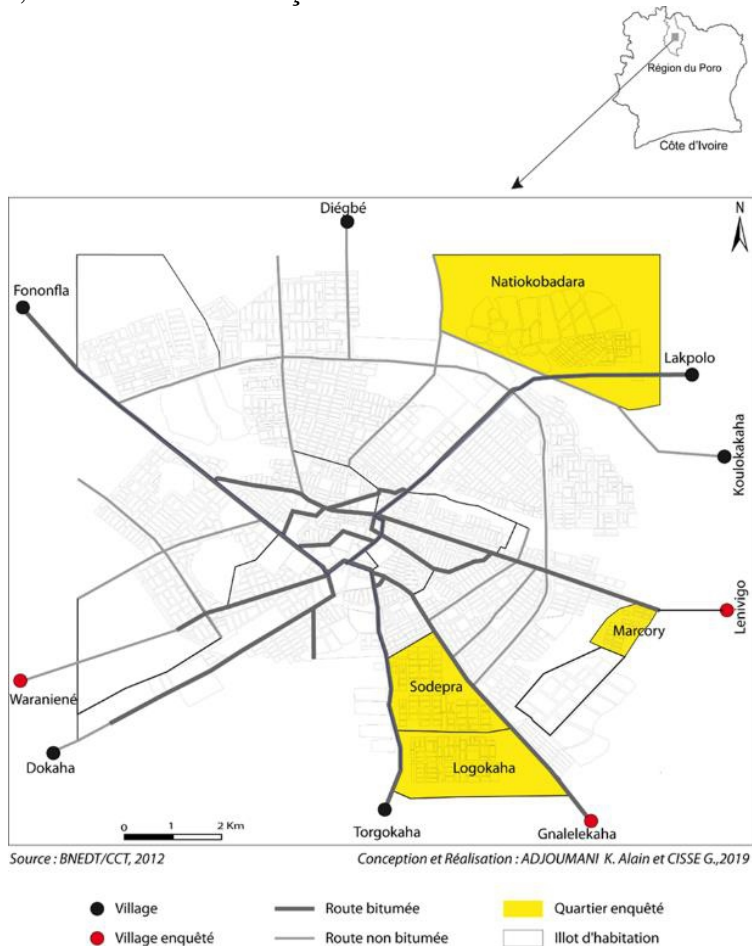 Région du Poro
Côte d'Ivoire
N
Diégbé
Fononfla
Natiokobadara
Lakpolo
Koulokakaha
Lenivigo
Marcory
Waraniené
Sodepra
Dokaha
Logokaha
0 1 2 Km
Torgokaha
Gnalelekaha
Source : BNEDT/CCT, 2012
Conception et Réalisation : ADJOUMANI K. Alain et CISSE G.,2019
Village
Route bitumée
Quartier enquêté
Village enquêté
Route non bitumée
Illot d'habitation